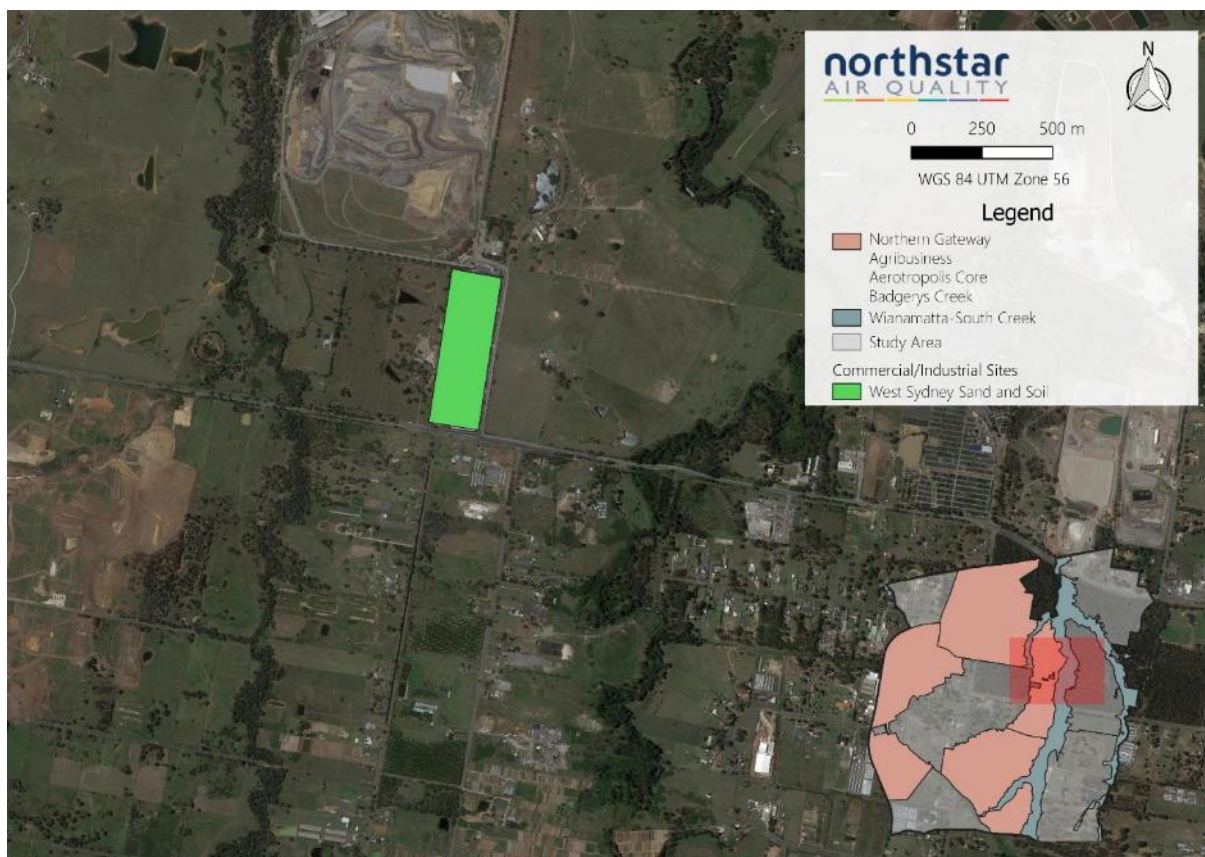 northstar
AIR QUALITY
N
0 250 500 m
WGS 84 UTM Zone 56
Legend
Northern Gateway
Agribusiness
Aerotropolis Core
Badgerys Creek
Wianamatta-South Creek
Study Area
Commercial/Industrial Sites
West Sydney Sand and Soil